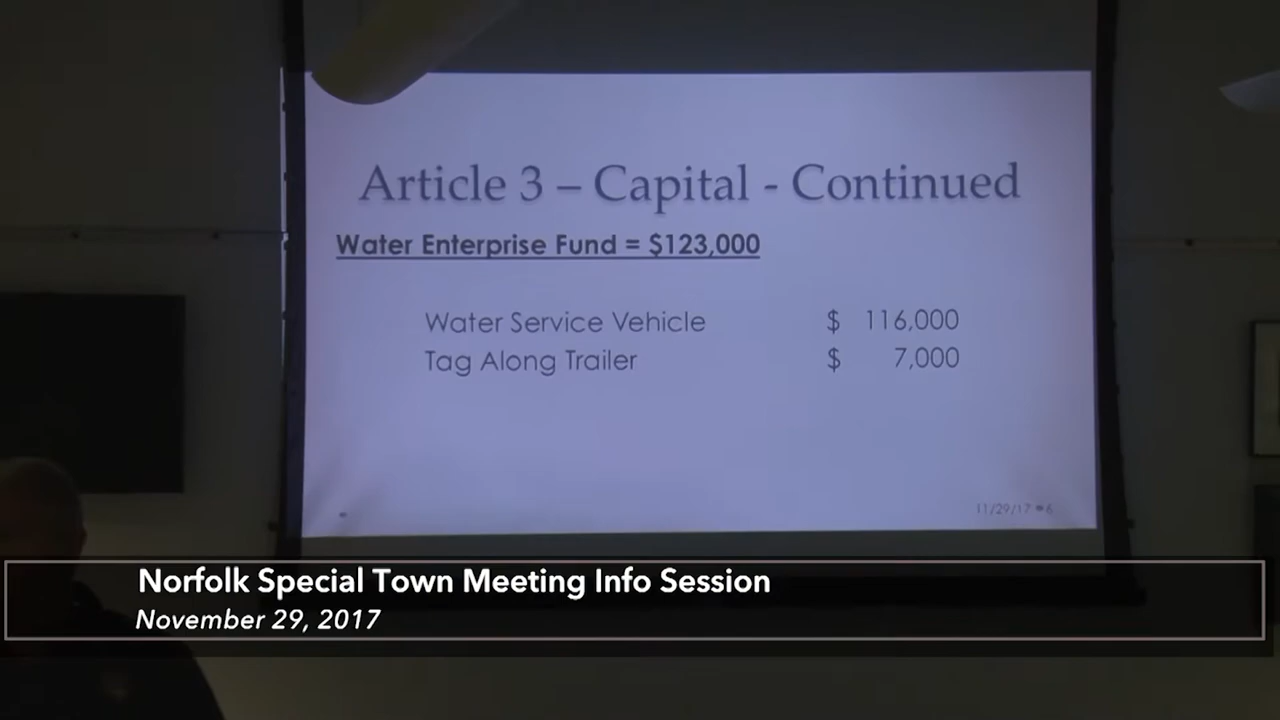 Article 3 – Capital - Continued
Water Enterprise Fund = $123,000
Water Service Vehicle $ 116,000
Tag Along Trailer $ 7,000
11/29/17 • 6
Norfolk Special Town Meeting Info Session
November 29, 2017